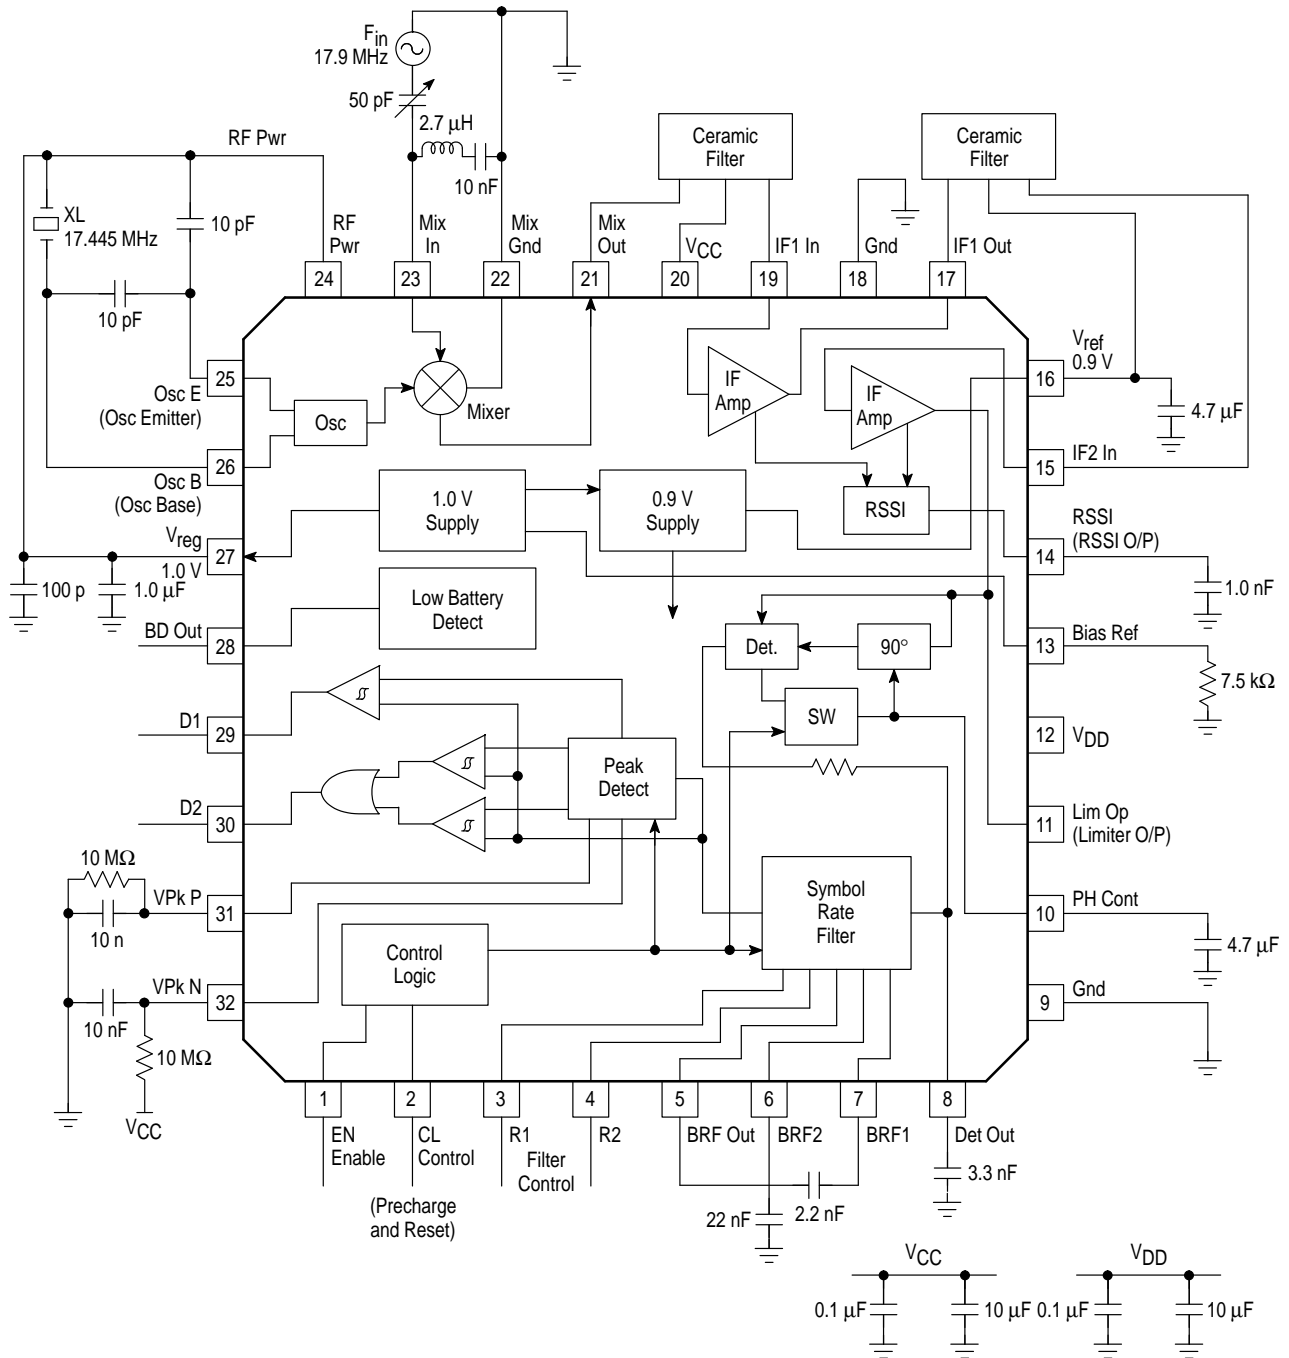 Fin
17.9 MHz
50 pF
2.7 µH
10 nF
RF Pwr
XL
17.445 MHz
10 pF
10 pF
Ceramic
Filter
Ceramic
Filter
RF
Pwr
Mix
In
Mix
Gnd
Mix
Out
VCC
IF1 In
Gnd
IF1 Out
24
23
22
21
20
19
18
17
25
Osc E
(Osc Emitter)
26
Osc B
(Osc Base)
Vreg
27
1.0 V
100 p
1.0 µF
BD Out
28
D1
29
D2
30
10 MΩ
VPk P
31
10 n
VPk N
32
10 nF
10 MΩ
VCC
Osc
Mixer
IF
Amp
IF
Amp
RSSI
1.0 V
Supply
0.9 V
Supply
Low Battery
Detect
Det.
90°
SW
Peak
Detect
Symbol
Rate
Filter
Control
Logic
Vref
0.9 V
16
4.7 µF
15
IF2 In
RSSI
(RSSI O/P)
14
1.0 nF
13
Bias Ref
7.5 kΩ
12
VDD
11
Lim Op
(Limiter O/P)
10
PH Cont
4.7 µF
9
Gnd
1
2
3
4
5
6
7
8
EN
Enable
CL
Control
(Precharge
and Reset)
R1
Filter
Control
R2
BRF Out
BRF2
BRF1
Det Out
3.3 nF
22 nF
2.2 nF
VCC
0.1 µF
10 µF
VDD
0.1 µF
10 µF